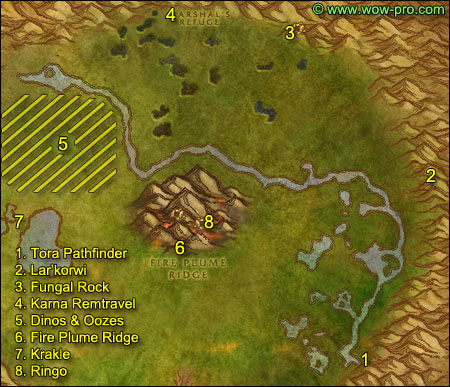 © www.wow-pro.com
4
ARSHAL'S
REFUGE
3
5
2
7
8
6
FIRE PLUME
RIDGE
1. Tora Pathfinder
2. Lar'korwi
3. Fungal Rock
4. Karna Remtravel
5. Dinos & Oozes
6. Fire Plume Ridge
7. Krakle
8. Ringo
1